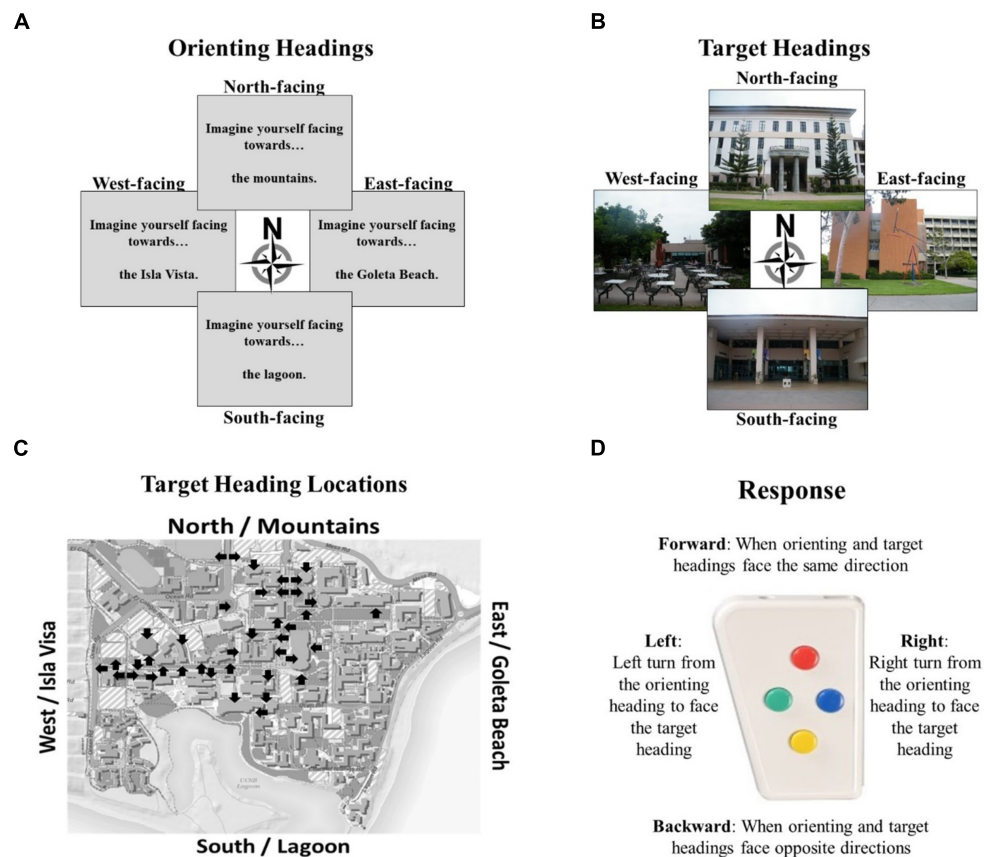 A
Orienting Headings
North-facing
Imagine yourself facing
towards…
the mountains.
West-facing
Imagine yourself facing
towards…
the Isla Vista.
N
East-facing
Imagine yourself facing
towards…
the Goleta Beach.
Imagine yourself facing
towards…
the lagoon.
South-facing
B
Target Headings
North-facing
West-facing
N
East-facing
South-facing
C
Target Heading Locations
North / Mountains
West / Isla Visa
East / Goleta Beach
Lagoon
South / Lagoon
D
Response
Forward: When orienting and target
headings face the same direction
Left:
Left turn from
the orienting
heading to face
the target
heading
Right:
Right turn from
the orienting
heading to face
the target
heading
Backward: When orienting and target
headings face opposite directions